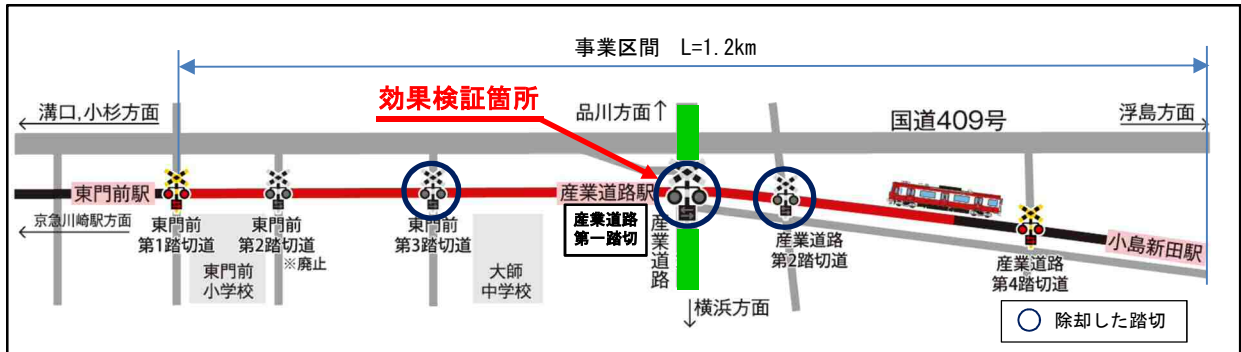 事業区間 L=1.2km
効果検証箇所
溝口,小杉方面
品川方面
国道409号
浮島方面
東門前駅
産業道路駅
京急川崎駅方面
東門前
第1踏切道
東門前
第2踏切道
※廃止
東門前
第3踏切道
産業道路
第一踏切
産業道路
産業道路
第2踏切道
産業道路
第4踏切道
小島新田駅
東門前
小学校
大師
中学校
横浜方面
除却した踏切